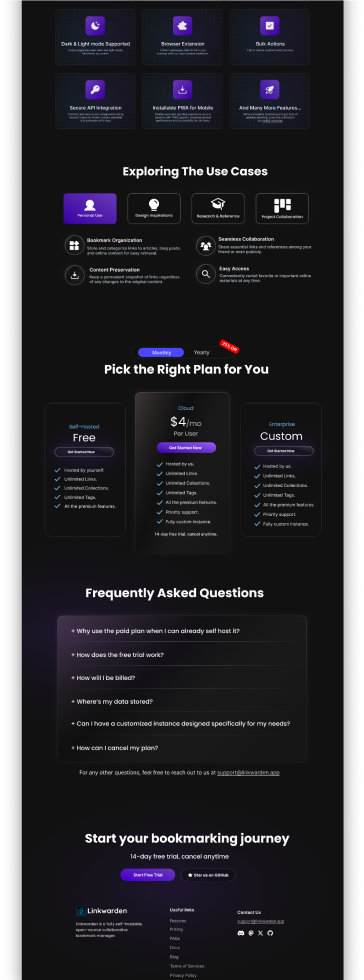 Dark & Light mode Supported
Browser Extension
Bulk Actions
Secure API Integration
Installable PWA for Mobile
And Many More Features...
Exploring The Use Cases
Personal Use
Design Inspirations
Research & Reference
Project Collaboration
Bookmark Organization
Store and categorize links to articles, blog posts,
and online content for easy retrieval.
Seamless Collaboration
Share essential links and references among your
friend or even publicly.
Content Preservation
Keep a permanent snapshot of links regardless
of any changes to the original content.
Easy Access
Conveniently revisit favorite or important online
materials at any time.
Monthly
Yearly
25% Off
Pick the Right Plan for You
Self-Hosted
Free
Get Started Now
Hosted by yourself.
Unlimited Links.
Unlimited Collections.
Unlimited Tags.
All the premium features.
Cloud
$4/mo
Per User
Get Started Now
Hosted by us.
Unlimited Links.
Unlimited Collections.
Unlimited Tags.
All the premium features.
Priority support.
Fully custom instance.
14 day free trial, cancel anytime.
Enterprise
Custom
Get Started Now
Hosted by us.
Unlimited Links.
Unlimited Collections.
Unlimited Tags.
All the premium features.
Priority support.
Fully custom instance.
Frequently Asked Questions
+ Why use the paid plan when I can already self host it?
+ How does the free trial work?
+ How will I be billed?
+ Where's my data stored?
+ Can I have a customized instance designed specifically for my needs?
+ How can I cancel my plan?
For any other questions, feel free to reach out to us at support@linkwarden.app
Start your bookmarking journey
14-day free trial, cancel anytime
Start Free Trial
Star us on GitHub
Linkwarden
Linkwarden is a fully self-hostable,
open-source collaborative
bookmark manager.
Useful links
Features
Pricing
FAQs
Docs
Blog
Terms of Services
Privacy Policy
Contact Us
support@linkwarden.app